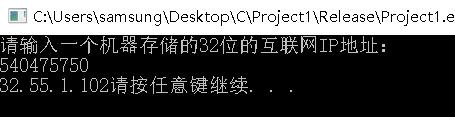 C:\Users\samsung\Desktop\C\Project1\Release\Project1.e
请输入一个机器存储的32位的互联网IP地址：
540475750
32.55.1.102请按任意键继续. . .